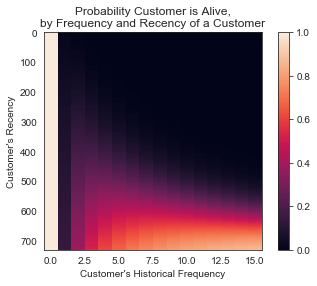 Probability Customer is Alive,
by Frequency and Recency of a Customer
0
100
200
300
400
500
600
700
Customer's Recency
0.0 2.5 5.0 7.5 10.0 12.5 15.0
Customer's Historical Frequency
1.0
0.8
0.6
0.4
0.2
0.0